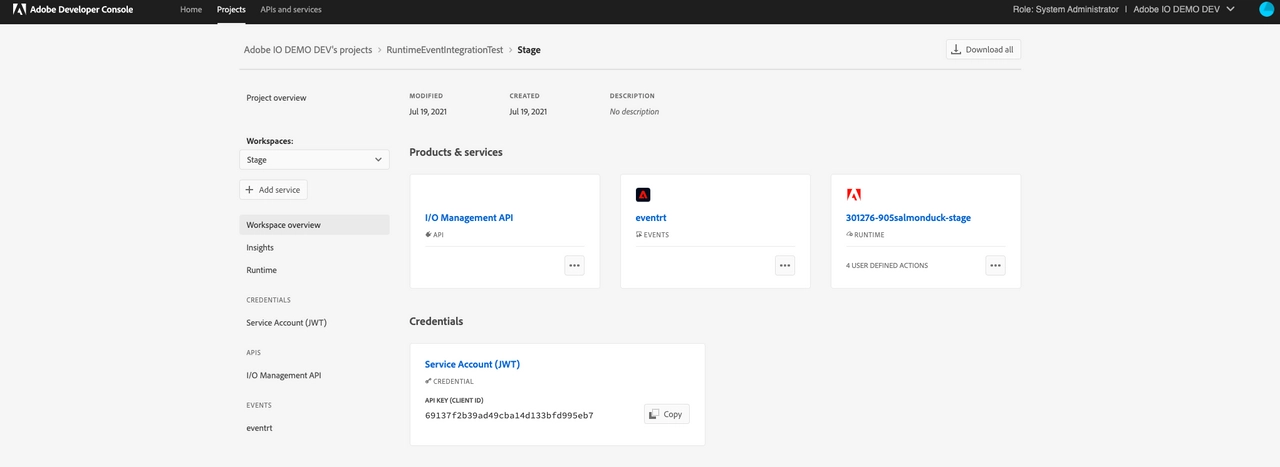 Adobe Developer Console Home Projects APIs and services Role: System Administrator | Adobe IO DEMO DEV
Adobe IO DEMO DEV's projects > RuntimeEventIntegrationTest > Stage Download all
Project overview
MODIFIED CREATED DESCRIPTION
Jul 19, 2021 Jul 19, 2021 No description
Workspaces:
Stage
+ Add service
Workspace overview
Insights
Runtime
CREDENTIALS
Service Account (JWT)
APIS
I/O Management API
EVENTS
eventrt
Products & services
I/O Management API
API
•••
eventrt
EVENTS
•••
301276-905salmonduck-stage
RUNTIME
4 USER DEFINED ACTIONS •••
Credentials
Service Account (JWT)
CREDENTIAL
API KEY (CLIENT ID)
69137f2b39ad49cba14d133bfd995eb7 Copy